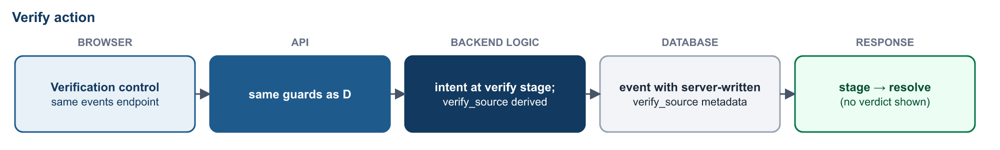 Verify action
BROWSER
API
BACKEND LOGIC
DATABASE
RESPONSE
Verification control
same events endpoint
same guards as D
intent at verify stage;
verify_source derived
event with server-written
verify_source metadata
stage → resolve
(no verdict shown)